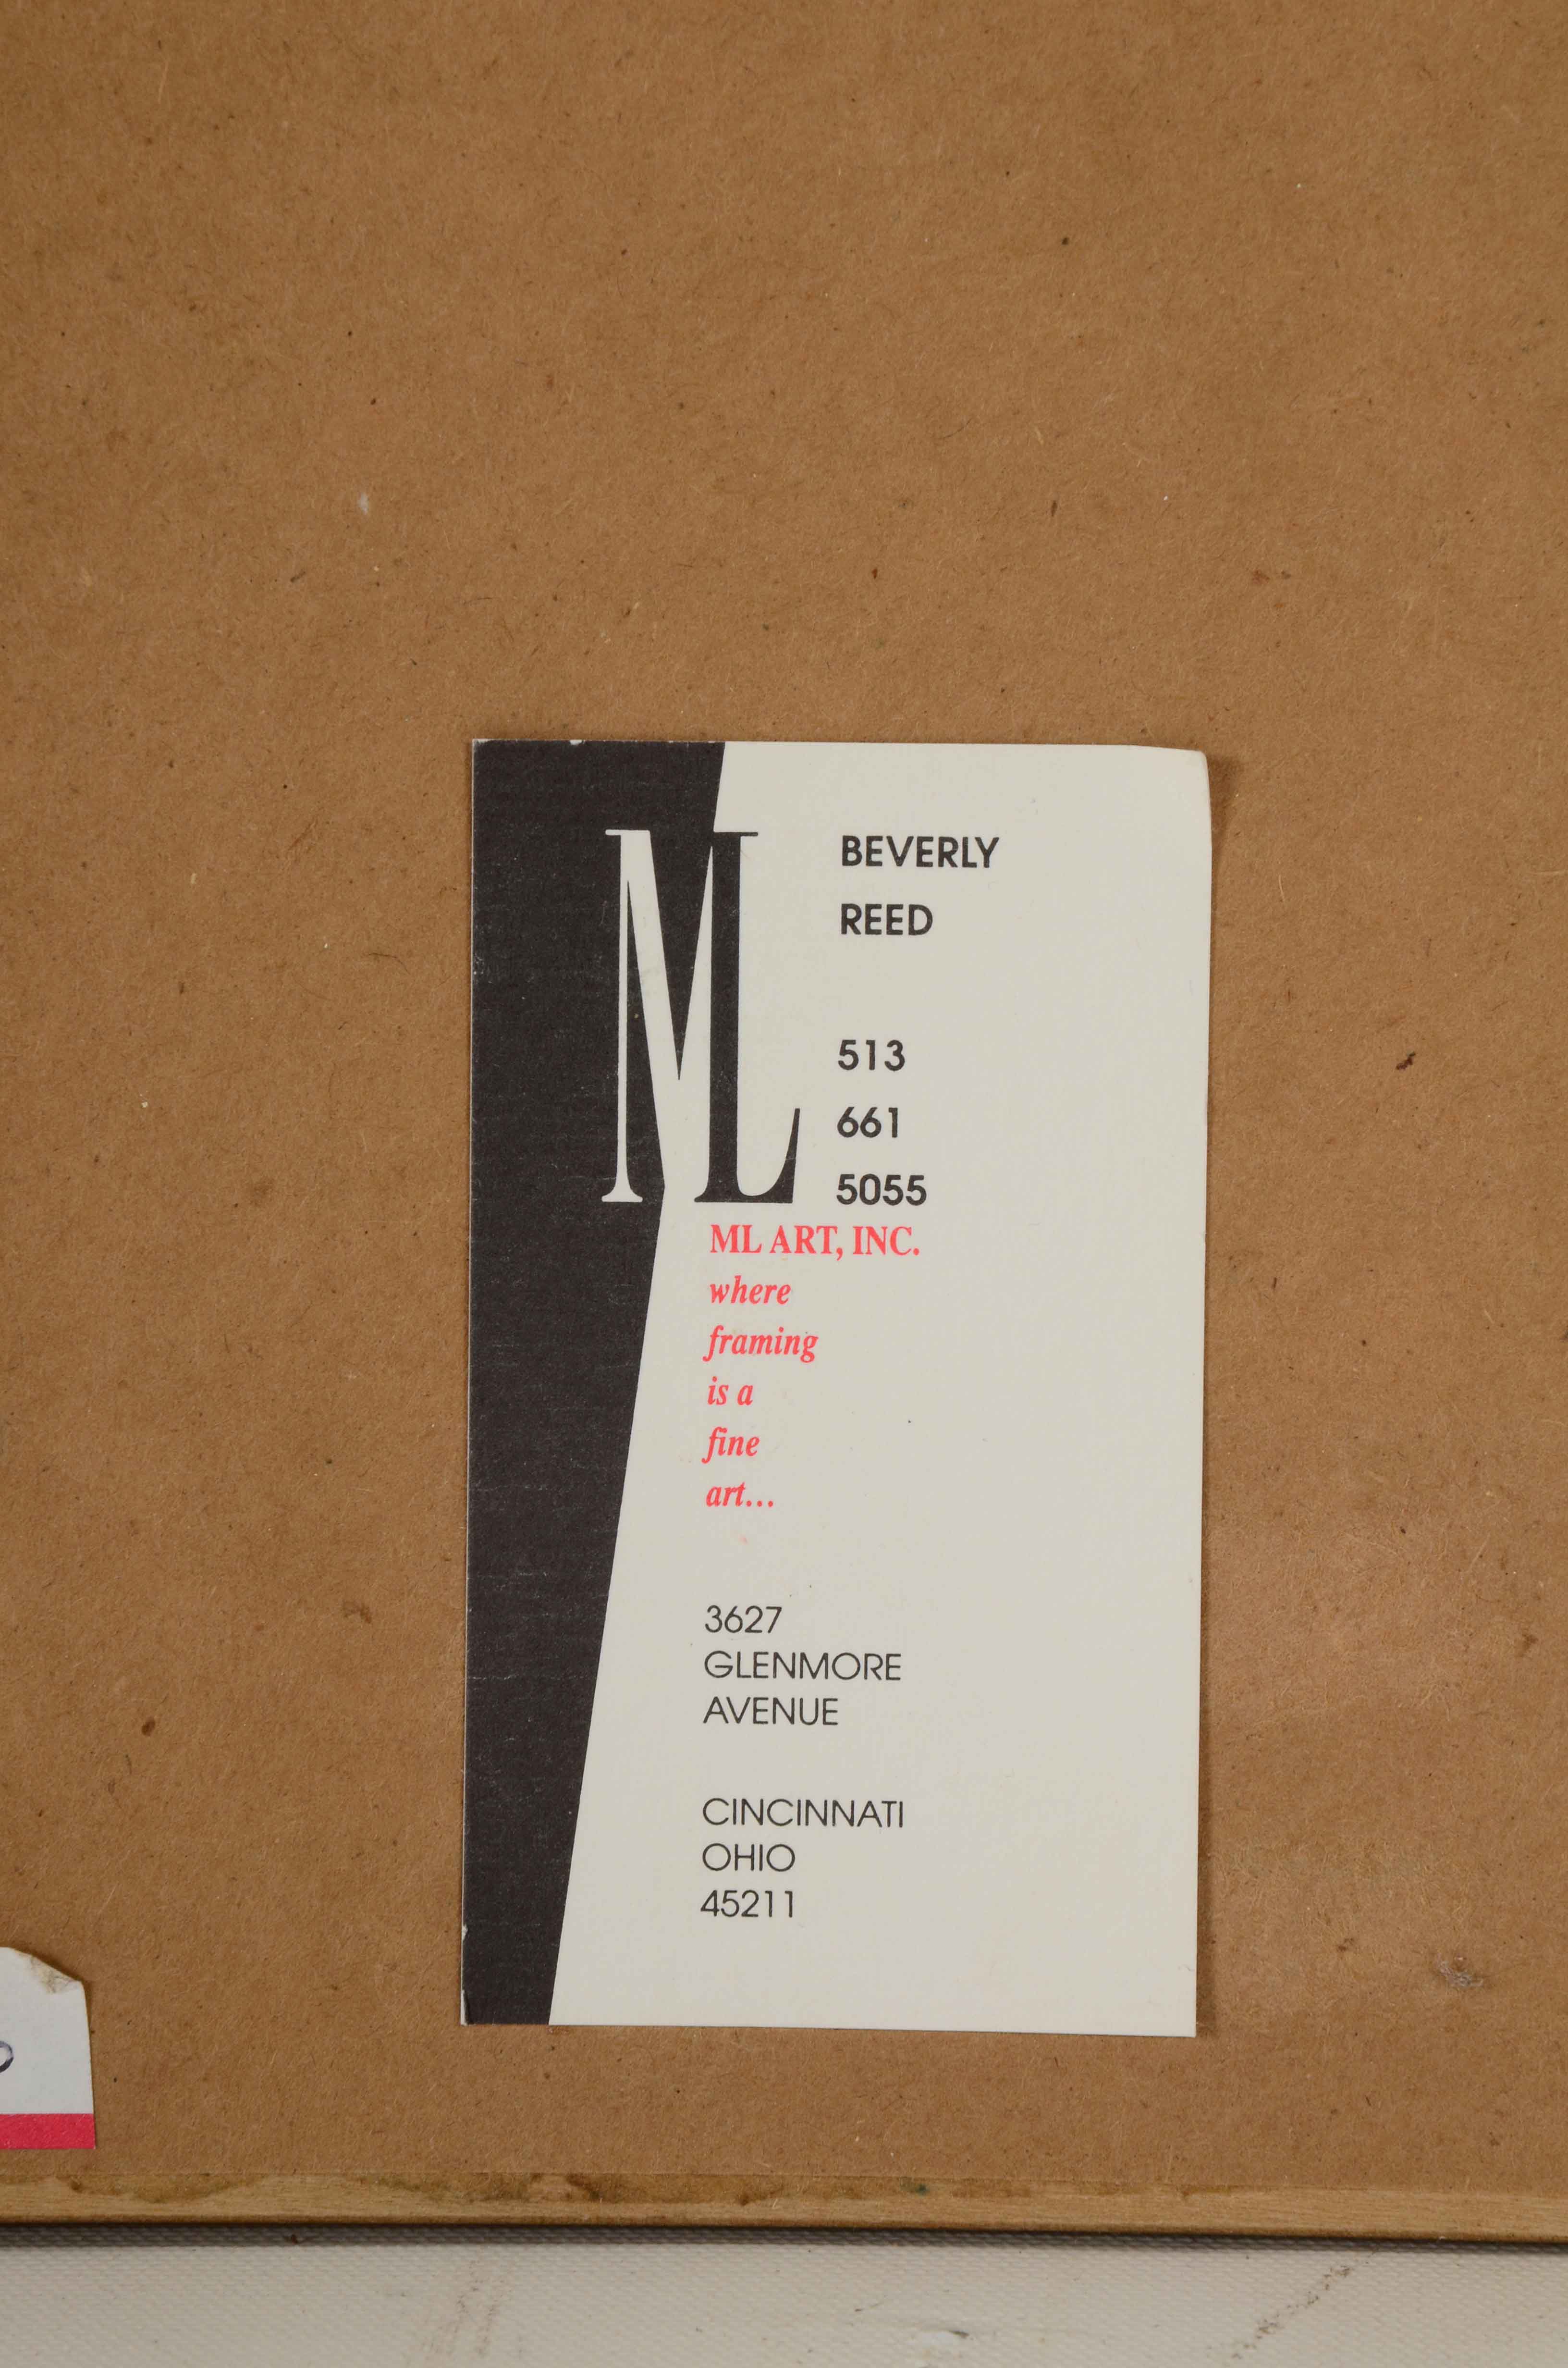 ML
BEVERLY
REED
513
661
5055
ML ART, INC.
where
framing
is a
fine
art...
3627
GLENMORE
AVENUE
CINCINNATI
OHIO
45211